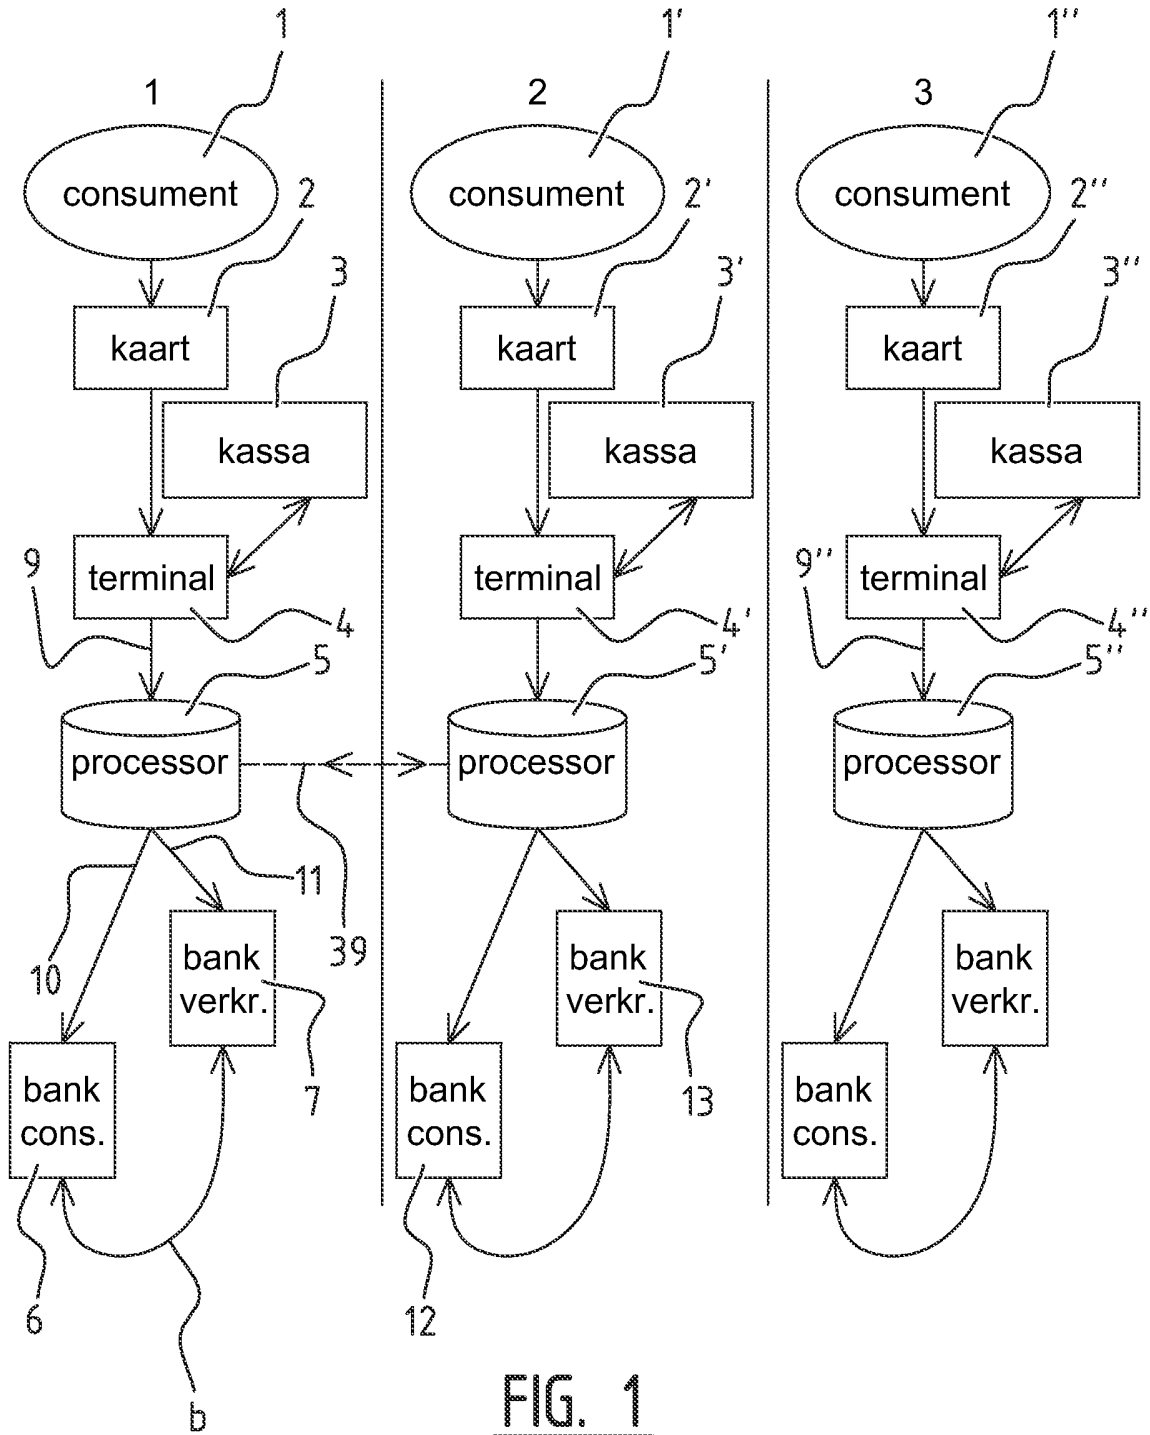 1 1' 1''
1 2 3
consument consument consument
2 2' 2''
3 3' 3''
kaart kaart kaart
kassa kassa kassa
9 9''
terminal terminal terminal
4 4' 4''
5 5' 5''
processor processor processor
11
39
10
bank bank bank
verkr. verkr. verkr.
7 13
bank bank bank
cons. cons. cons.
6 12
b
FIG. 1